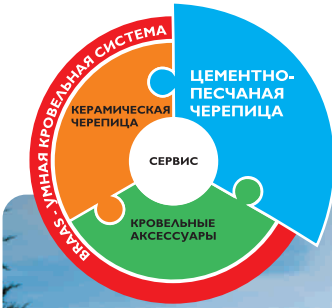 BRAAS - УМНАЯ КРОВЕЛЬНАЯ СИСТЕМА
ЦЕМЕНТНО-
ПЕСЧАНАЯ
ЧЕРЕПИЦА
КЕРАМИЧЕСКАЯ
ЧЕРЕПИЦА
СЕРВИС
КРОВЕЛЬНЫЕ
АКСЕССУАРЫ